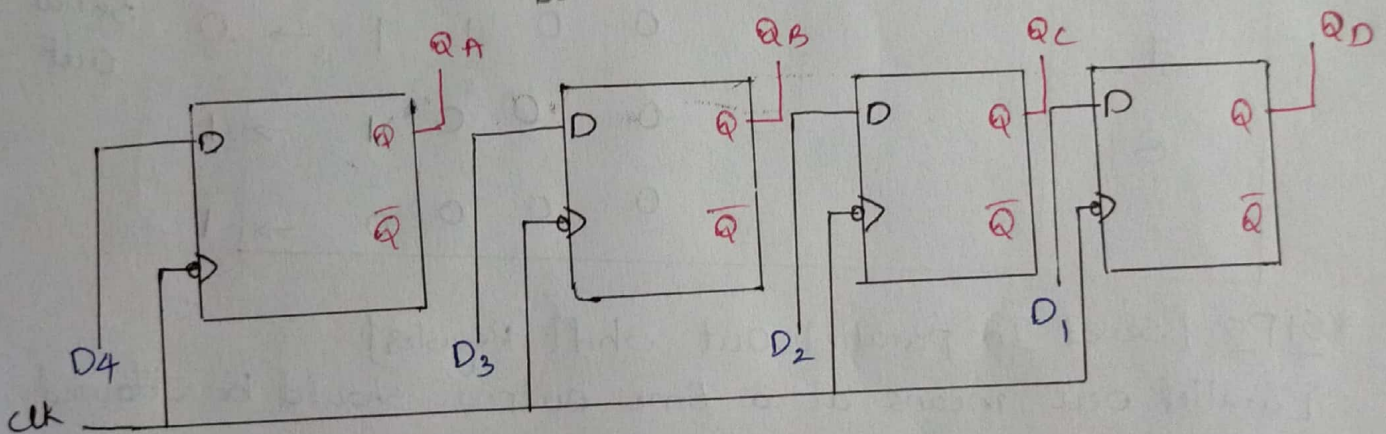 QA QB QC QD
D Q D Q D Q D Q
Q̅ Q̅ Q̅ Q̅
D4 D3 D2 D1
clk